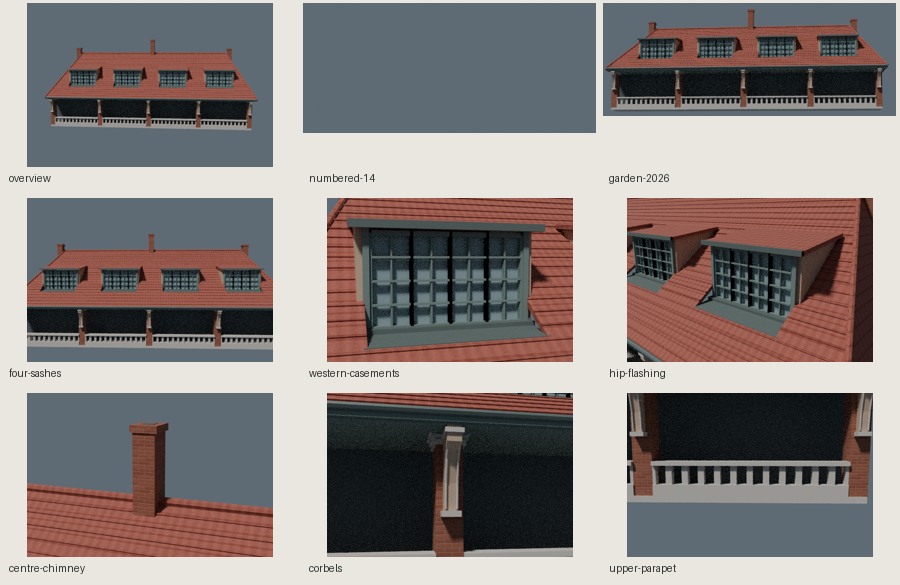 overview
numbered-14
garden-2026
four-sashes
western-casements
hip-flashing
centre-chimney
corbels
upper-parapet